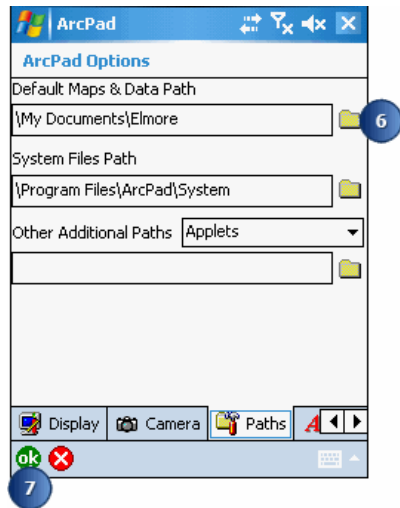 ArcPad
ArcPad Options
Default Maps & Data Path
\My Documents\Elmore
6
System Files Path
\Program Files\ArcPad\System
Other Additional Paths Applets
Display Camera Paths A
ok
7